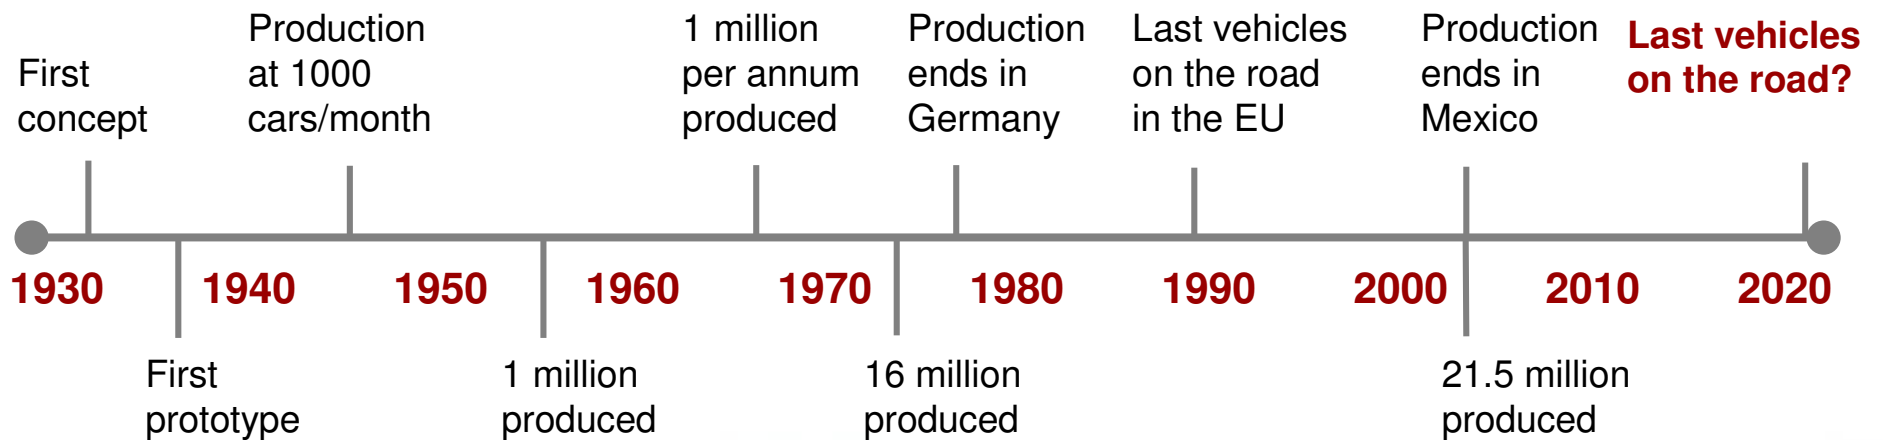 First
concept
Production
at 1000
cars/month
1 million
per annum
produced
Production
ends in
Germany
Last vehicles
on the road
in the EU
Production
ends in
Mexico
Last vehicles
on the road?
1930 1940 1950 1960 1970 1980 1990 2000 2010 2020
First
prototype
1 million
produced
16 million
produced
21.5 million
produced